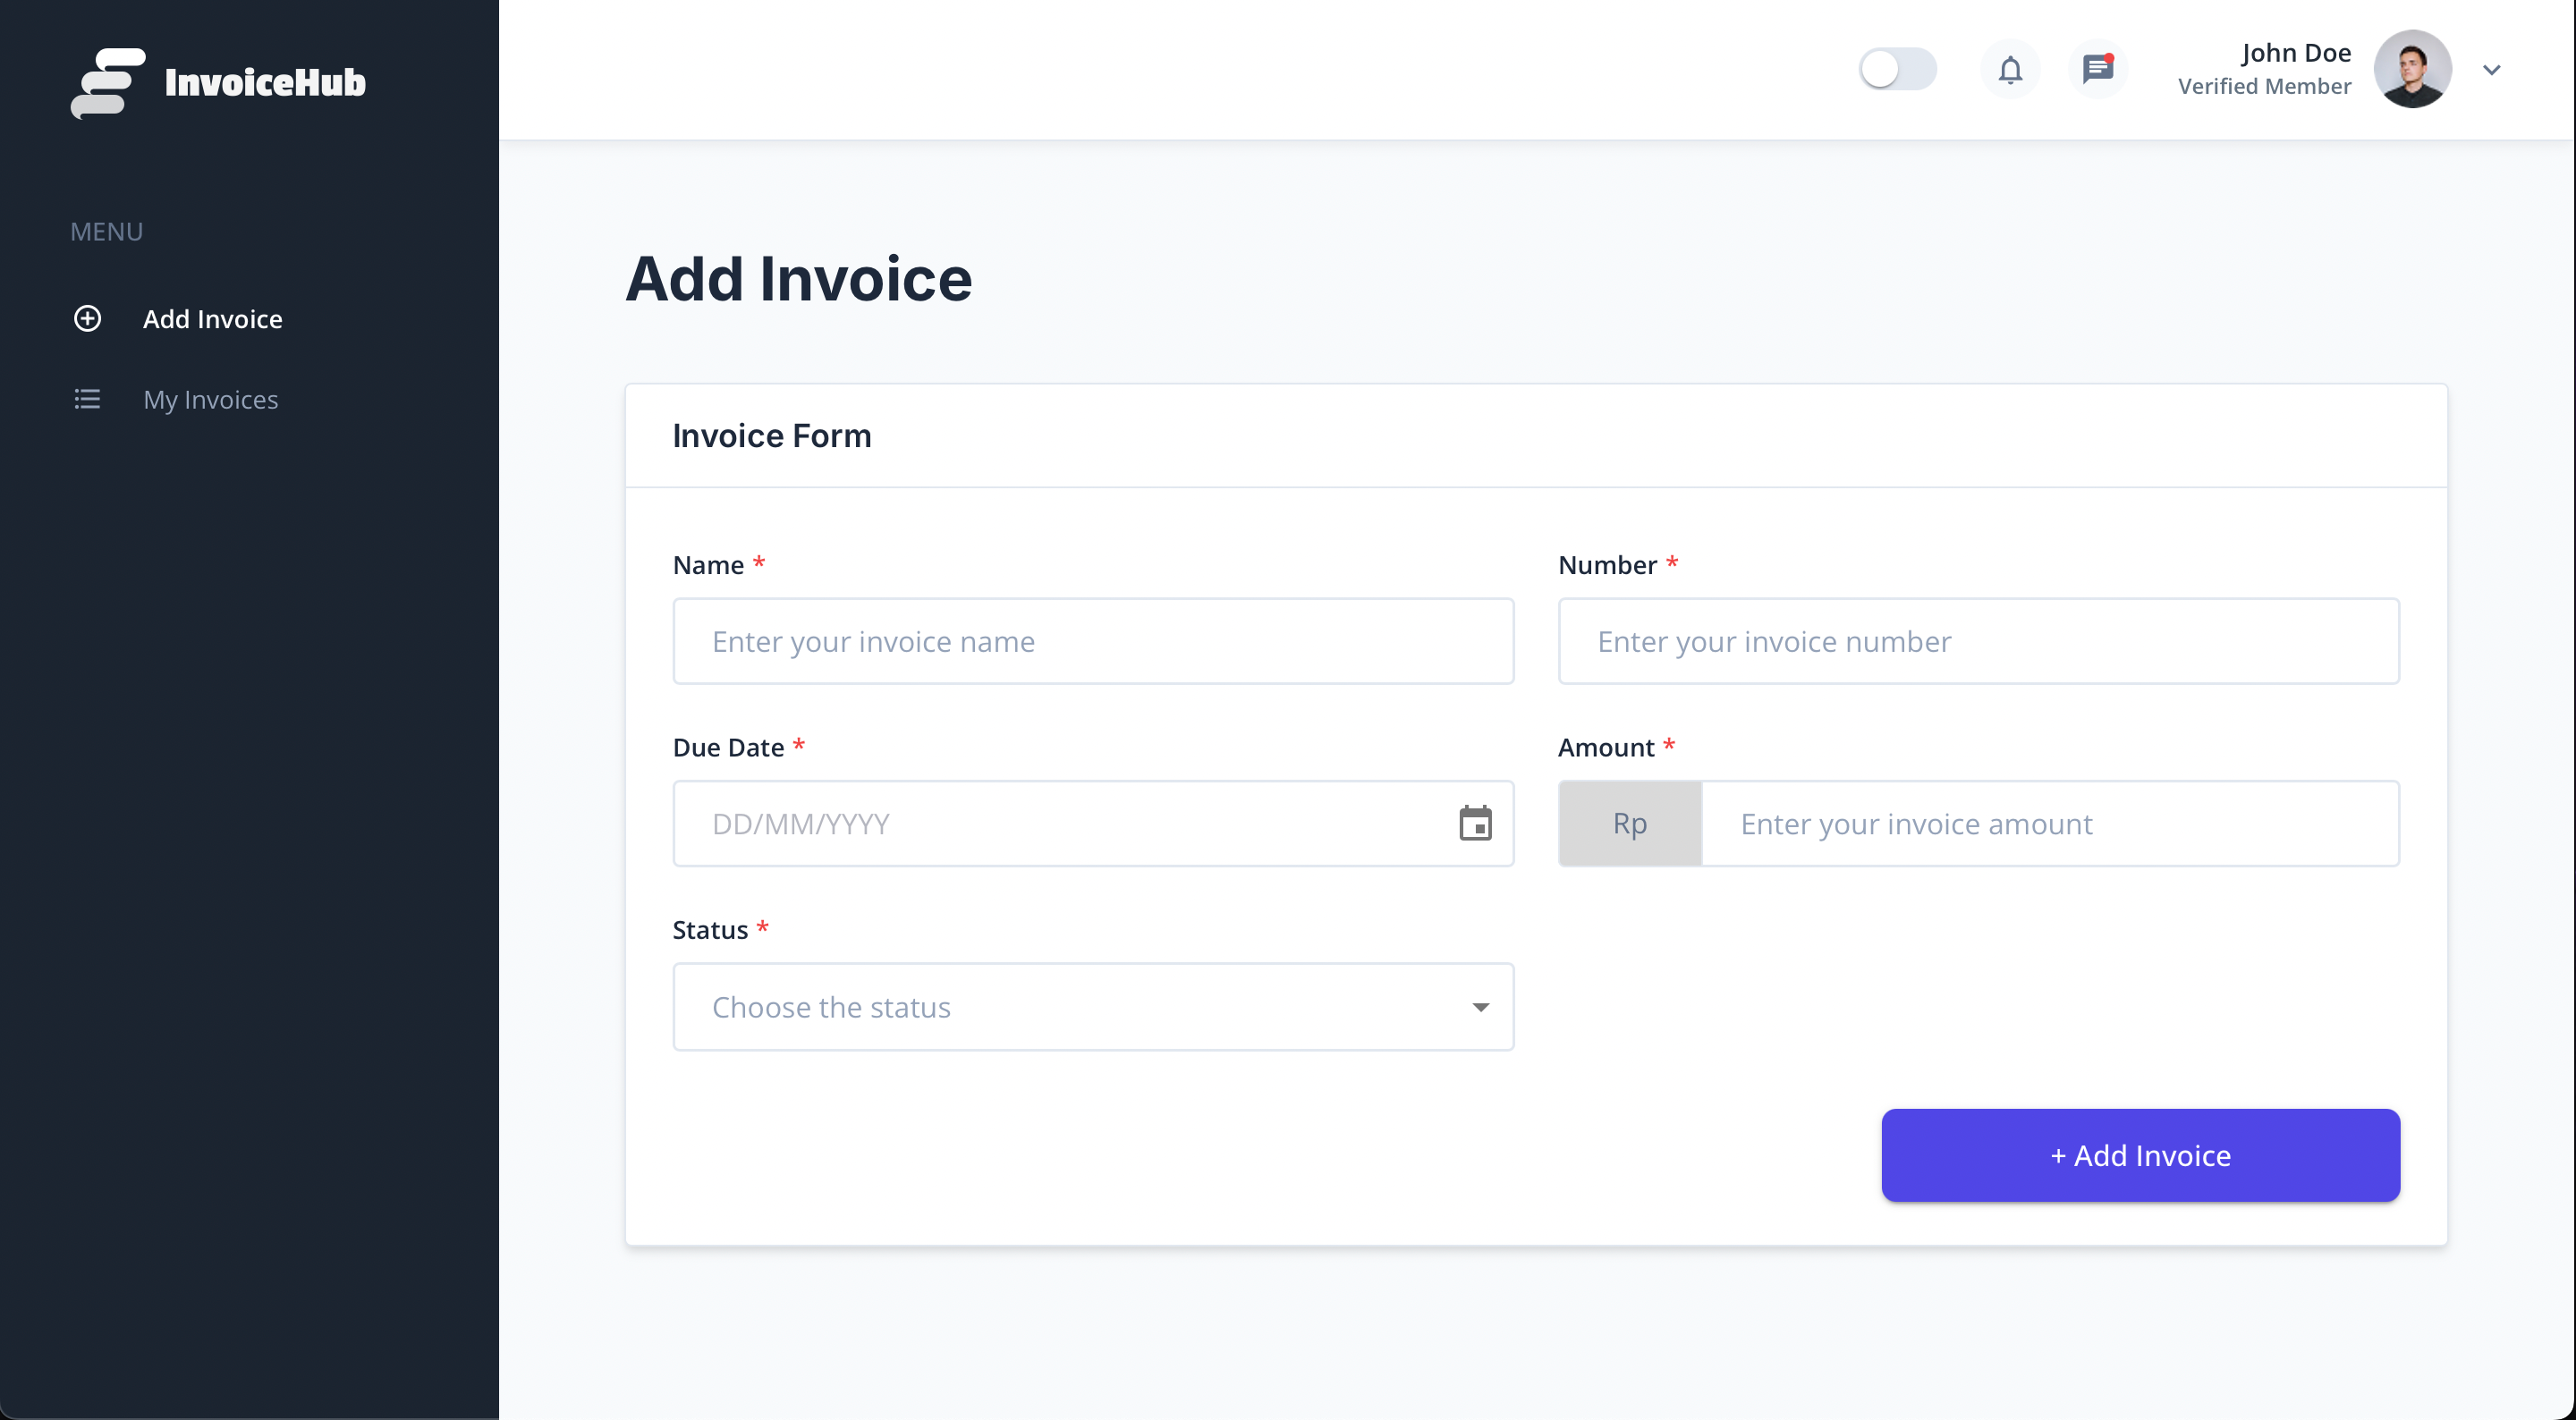 InvoiceHub
MENU
Add Invoice
My Invoices
John Doe
Verified Member
Add Invoice
Invoice Form
Name *
Number *
Enter your invoice name
Enter your invoice number
Due Date *
Amount *
DD/MM/YYYY
Rp
Enter your invoice amount
Status *
Choose the status
+ Add Invoice